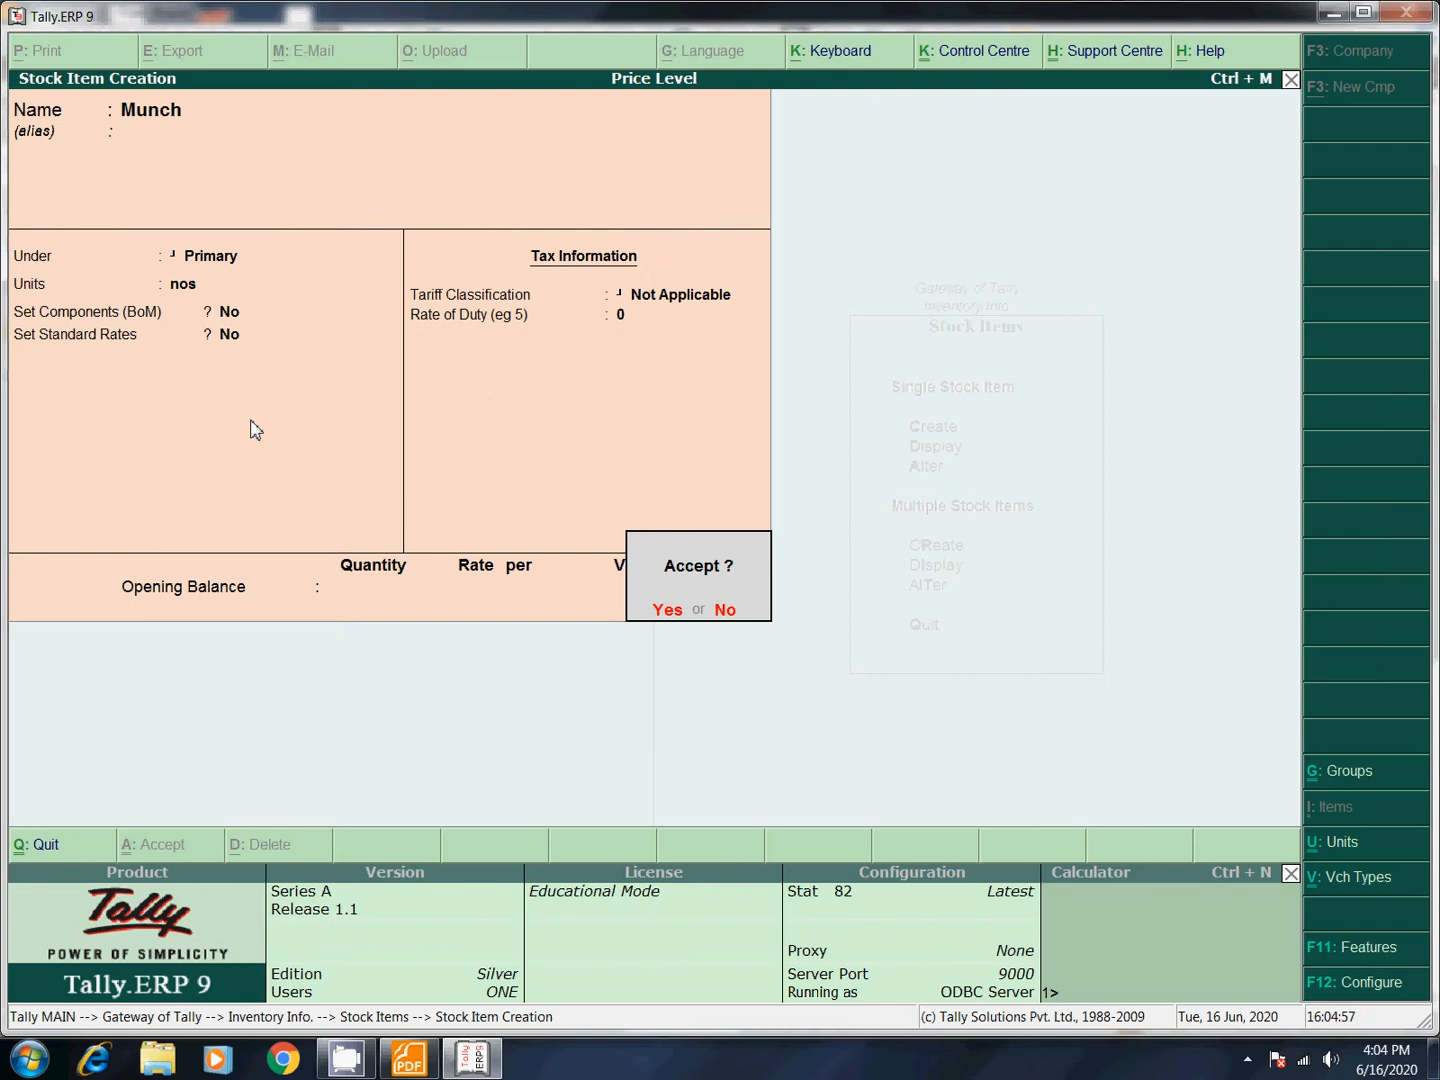 Tally.ERP 9
P: Print
E: Export
M: E-Mail
O: Upload
G: Language
K: Keyboard
K: Control Centre
H: Support Centre
H: Help
F3: Company
F3: New Cmp
Stock Item Creation
Price Level
Ctrl + M
Name : Munch
(alias) :
Under : ┘ Primary
Units : nos
Set Components (BoM) ? No
Set Standard Rates ? No
Tax Information
Tariff Classification : ┘ Not Applicable
Rate of Duty (eg 5) : 0
Quantity Rate per V
Opening Balance :
Accept ?
Yes or No
Gateway of Tally
Inventory Info
Stock Items
Single Stock Item
Create
Display
Alter
Multiple Stock Items
CReate
DIsplay
AlTer
Quit
G: Groups
I: Items
U: Units
V: Vch Types
F11: Features
F12: Configure
Q: Quit
A: Accept
D: Delete
Product
Version
License
Configuration
Calculator
Ctrl + N
Tally
POWER OF SIMPLICITY
Tally.ERP 9
Series A
Release 1.1
Edition Silver
Users ONE
Educational Mode
Stat 82 Latest
Proxy None
Server Port 9000
Running as ODBC Server
1>
Tally MAIN --> Gateway of Tally --> Inventory Info. --> Stock Items --> Stock Item Creation
(c) Tally Solutions Pvt. Ltd., 1988-2009
Tue, 16 Jun, 2020
16:04:57
PDF
Tally
ERP9
4:04 PM
6/16/2020